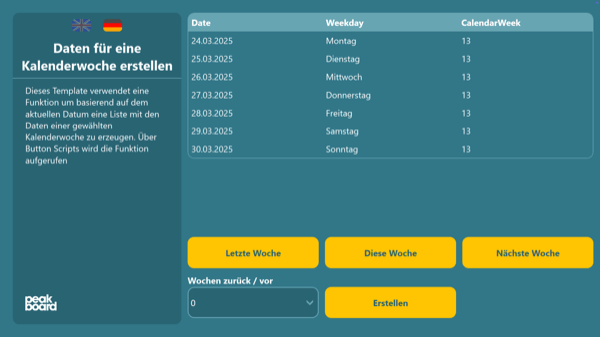 Daten für eine
Kalenderwoche erstellen
Dieses Template verwendet eine
Funktion um basierend auf dem
aktuellen Datum eine Liste mit den
Daten einer gewählten
Kalenderwoche zu erzeugen. Über
Button Scripts wird die Funktion
aufgerufen
peak
board
Date Weekday CalendarWeek
24.03.2025 Montag 13
25.03.2025 Dienstag 13
26.03.2025 Mittwoch 13
27.03.2025 Donnerstag 13
28.03.2025 Freitag 13
29.03.2025 Samstag 13
30.03.2025 Sonntag 13
Letzte Woche Diese Woche Nächste Woche
Wochen zurück / vor
0 Erstellen